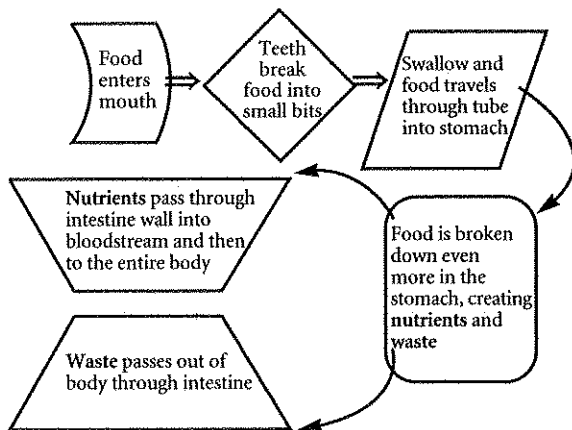 Food
enters
mouth
Teeth
break
food into
small bits
Swallow and
food travels
through tube
into stomach
Food is broken
down even
more in the
stomach, creating
nutrients and
waste
Nutrients pass through
intestine wall into
bloodstream and then
to the entire body
Waste passes out of
body through intestine